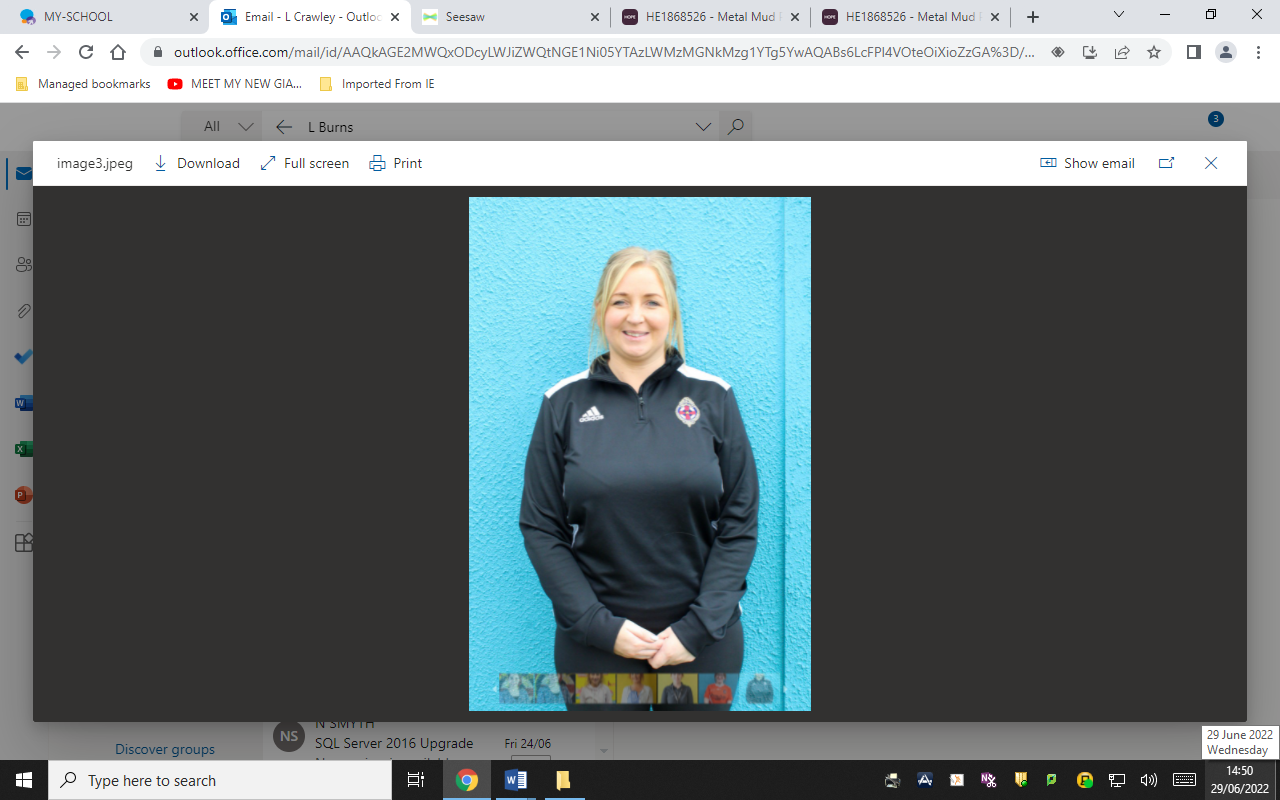 MY-SCHOOL
Email - L Crawley - Outloo
Seesaw
HE1868526 - Metal Mud
HE1868526 - Metal Mud
outlook.office.com/mail/id/AAQkAGE2MWQxODcyLWJiZWQtNGE1Ni05YTAzLWMzMGNkMzg1YTg5YwAQABs6LcFPI4VOteOiXioZzGA%3D/...
Managed bookmarks
MEET MY NEW GIA...
Imported From IE
All
L Burns
3
image3.jpeg
Download
Full screen
Print
Show email
adidas
NS
N SMYTH
SQL Server 2016 Upgrade
Fri 24/06
Discover groups
29 June 2022
Wednesday
Type here to search
14:50
29/06/2022